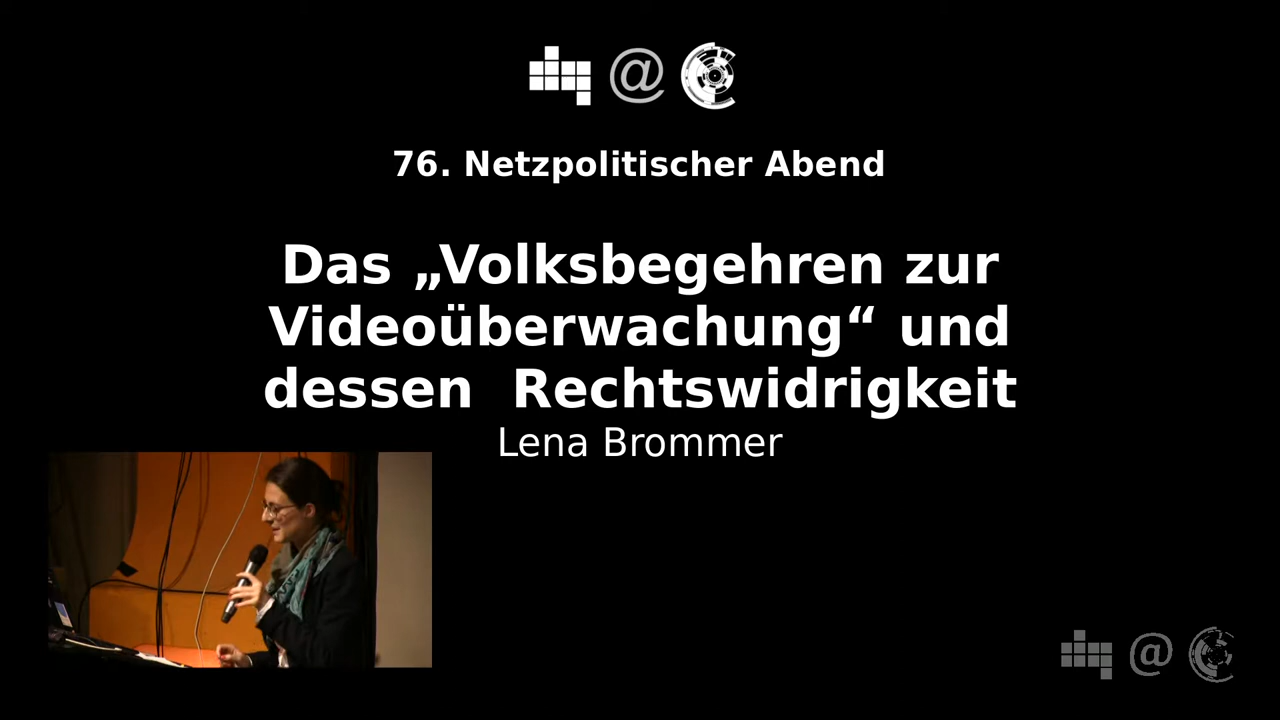 @
76. Netzpolitischer Abend
Das „Volksbegehren zur
Videoüberwachung“ und
dessen Rechtswidrigkeit
Lena Brommer
@